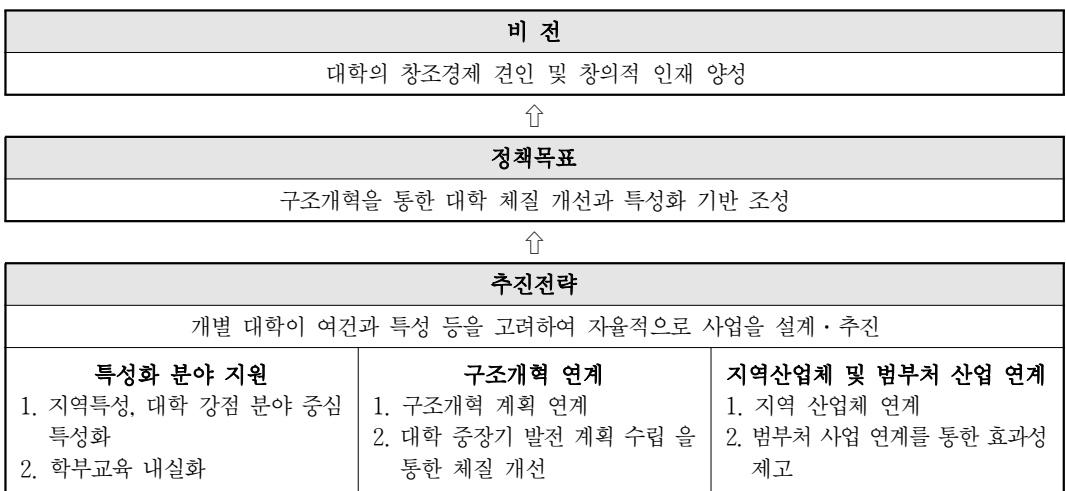 비 전
대학의 창조경제 견인 및 창의적 인재 양성
⇧
정책목표
구조개혁을 통한 대학 체질 개선과 특성화 기반 조성
⇧
추진전략
개별 대학이 여건과 특성 등을 고려하여 자율적으로 사업을 설계·추진
특성화 분야 지원
1. 지역특성, 대학 강점 분야 중심
특성화
2. 학부교육 내실화
구조개혁 연계
1. 구조개혁 계획 연계
2. 대학 중장기 발전 계획 수립 을
통한 체질 개선
지역산업체 및 범부처 산업 연계
1. 지역 산업체 연계
2. 범부처 사업 연계를 통한 효과성
제고